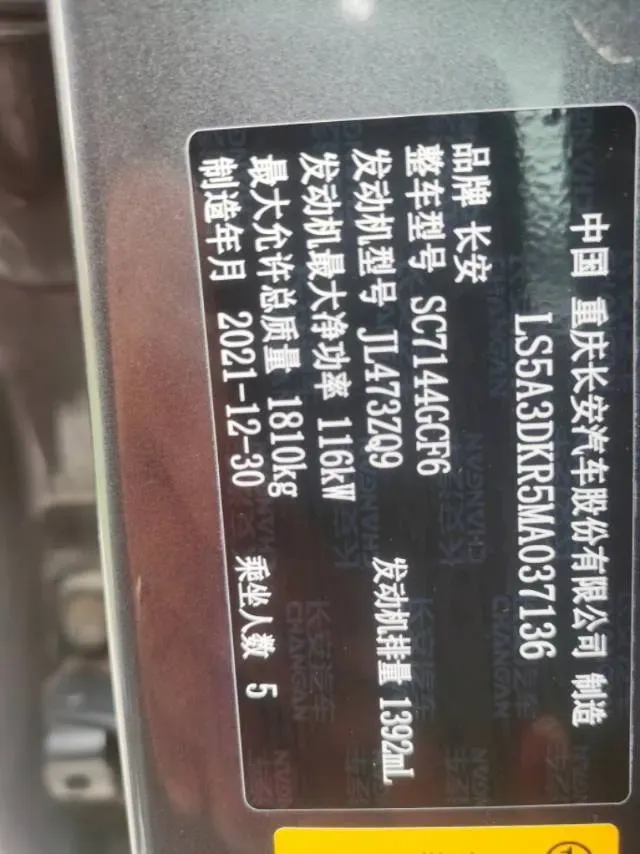 中国 重庆长安汽车股份有限公司 制造
LS5A3DKR5MA037136
品牌 长安
整车型号 SC7144GCF6
发动机型号 JL473ZQ9 发动机排量 1392mL
发动机最大净功率 116kW
最大允许总质量 1810kg
制造年月 2021-12-30 乘坐人数 5